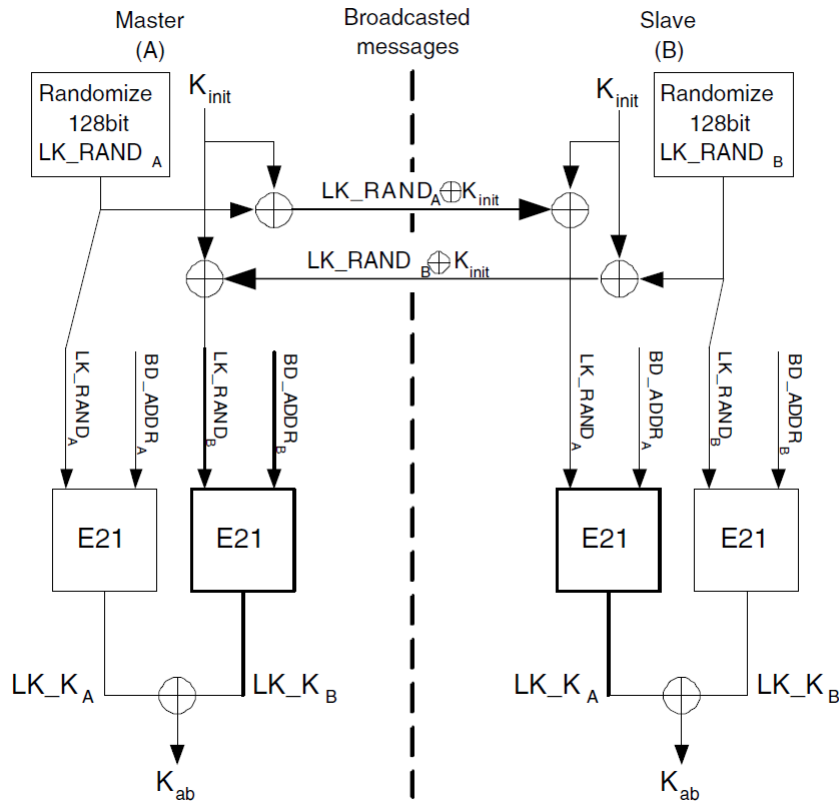 Master
(A)
Broadcasted
messages
Slave
(B)
Randomize
128bit
LK_RAND A
K init
K init
Randomize
128bit
LK_RAND B
LK_RAND A ⊕ K init
LK_RAND B ⊕ K init
LK_RAND A
BD_ADDR A
LK_RAND B
BD_ADDR B
LK_RAND A
BD_ADDR A
LK_RAND B
BD_ADDR B
E21
E21
E21
E21
LK_K A
LK_K B
LK_K A
LK_K B
K ab
K ab